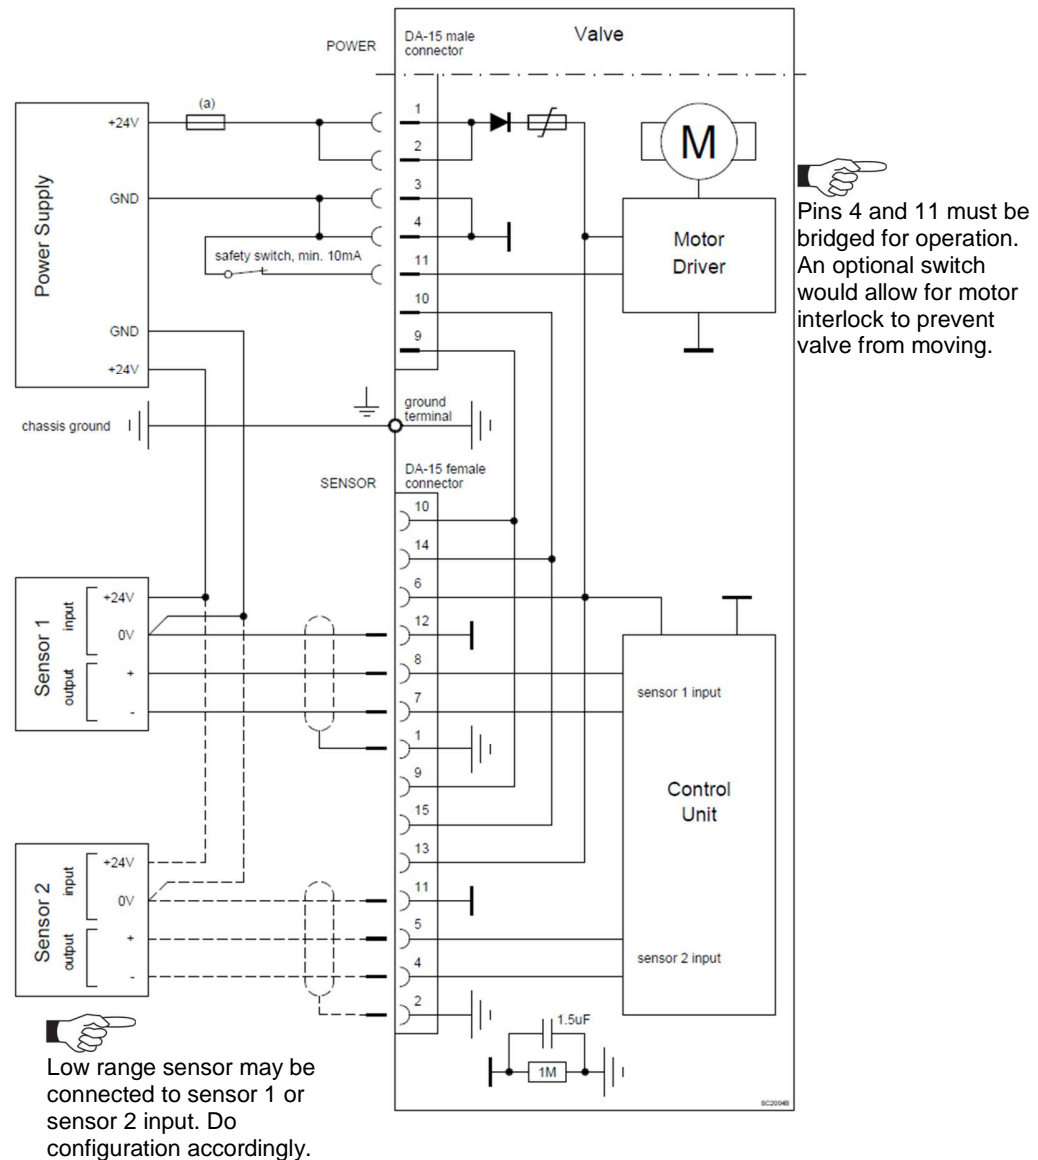 POWER
DA-15 male
connector
Valve
Power Supply
+24V
(a)
1
2
GND
3
4
safety switch, min. 10mA
11
10
9
GND
+24V
M
Motor
Driver
Pins 4 and 11 must be
bridged for operation.
An optional switch
would allow for motor
interlock to prevent
valve from moving.
chassis ground
ground
terminal
SENSOR
DA-15 female
connector
10
14
6
12
8
7
1
9
15
13
11
5
4
2
Sensor 1
input
output
+24V
0V
+
-
Sensor 2
input
output
+24V
0V
+
-
sensor 1 input
Control
Unit
sensor 2 input
1.5uF
1M
SC2004B
Low range sensor may be
connected to sensor 1 or
sensor 2 input. Do
configuration accordingly.